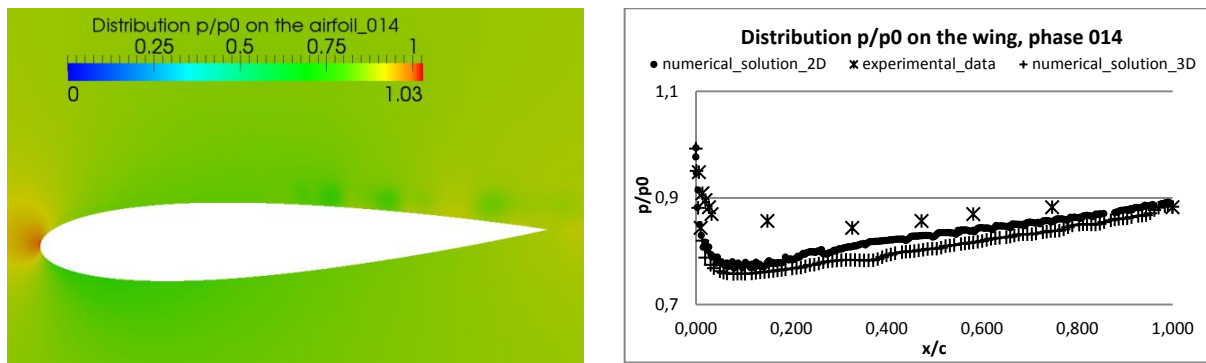 Distribution p/p0 on the airfoil_014
0.25 0.5 0.75 1
0 1.03
Distribution p/p0 on the wing, phase 014
numerical_solution_2D experimental_data numerical_solution_3D
1,1
0,9
0,7
p/p0
0,000 0,200 0,400 0,600 0,800 1,000
x/c